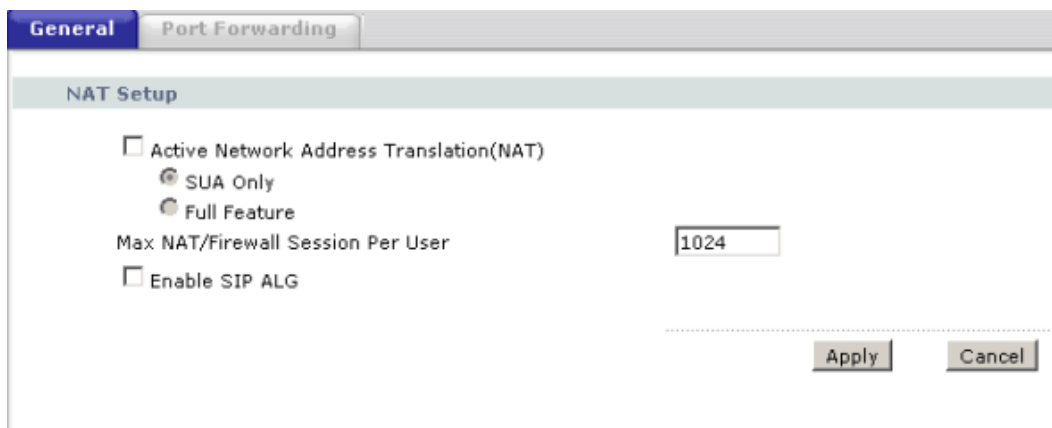 General Port Forwarding
NAT Setup
Active Network Address Translation(NAT)
SUA Only
Full Feature
Max NAT/Firewall Session Per User 1024
Enable SIP ALG
Apply Cancel